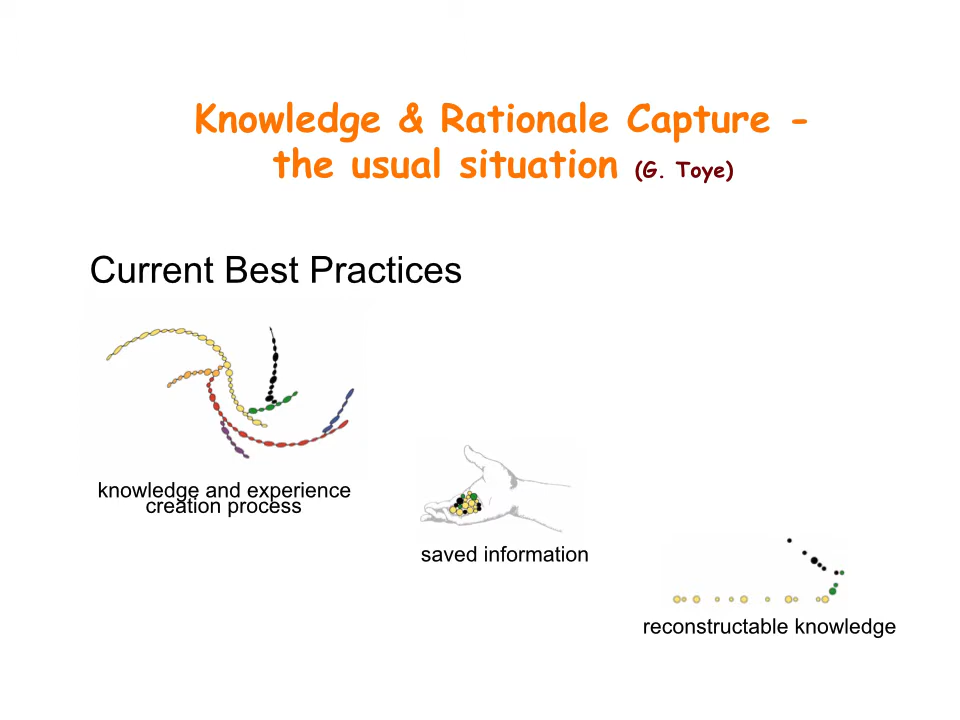 Knowledge & Rationale Capture -
the usual situation (G. Toye)
Current Best Practices
knowledge and experience
creation process
saved information
reconstructable knowledge